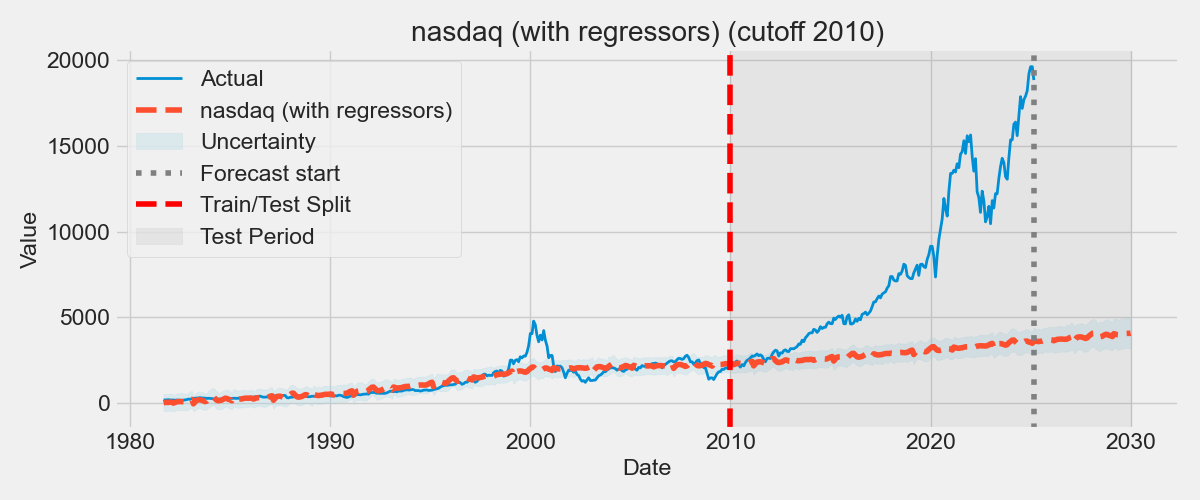 nasdaq (with regressors) (cutoff 2010)
20000
15000
10000
5000
0
Value
Actual
nasdaq (with regressors)
Uncertainty
Forecast start
Train/Test Split
Test Period
1980
1990
2000
2010
2020
2030
Date